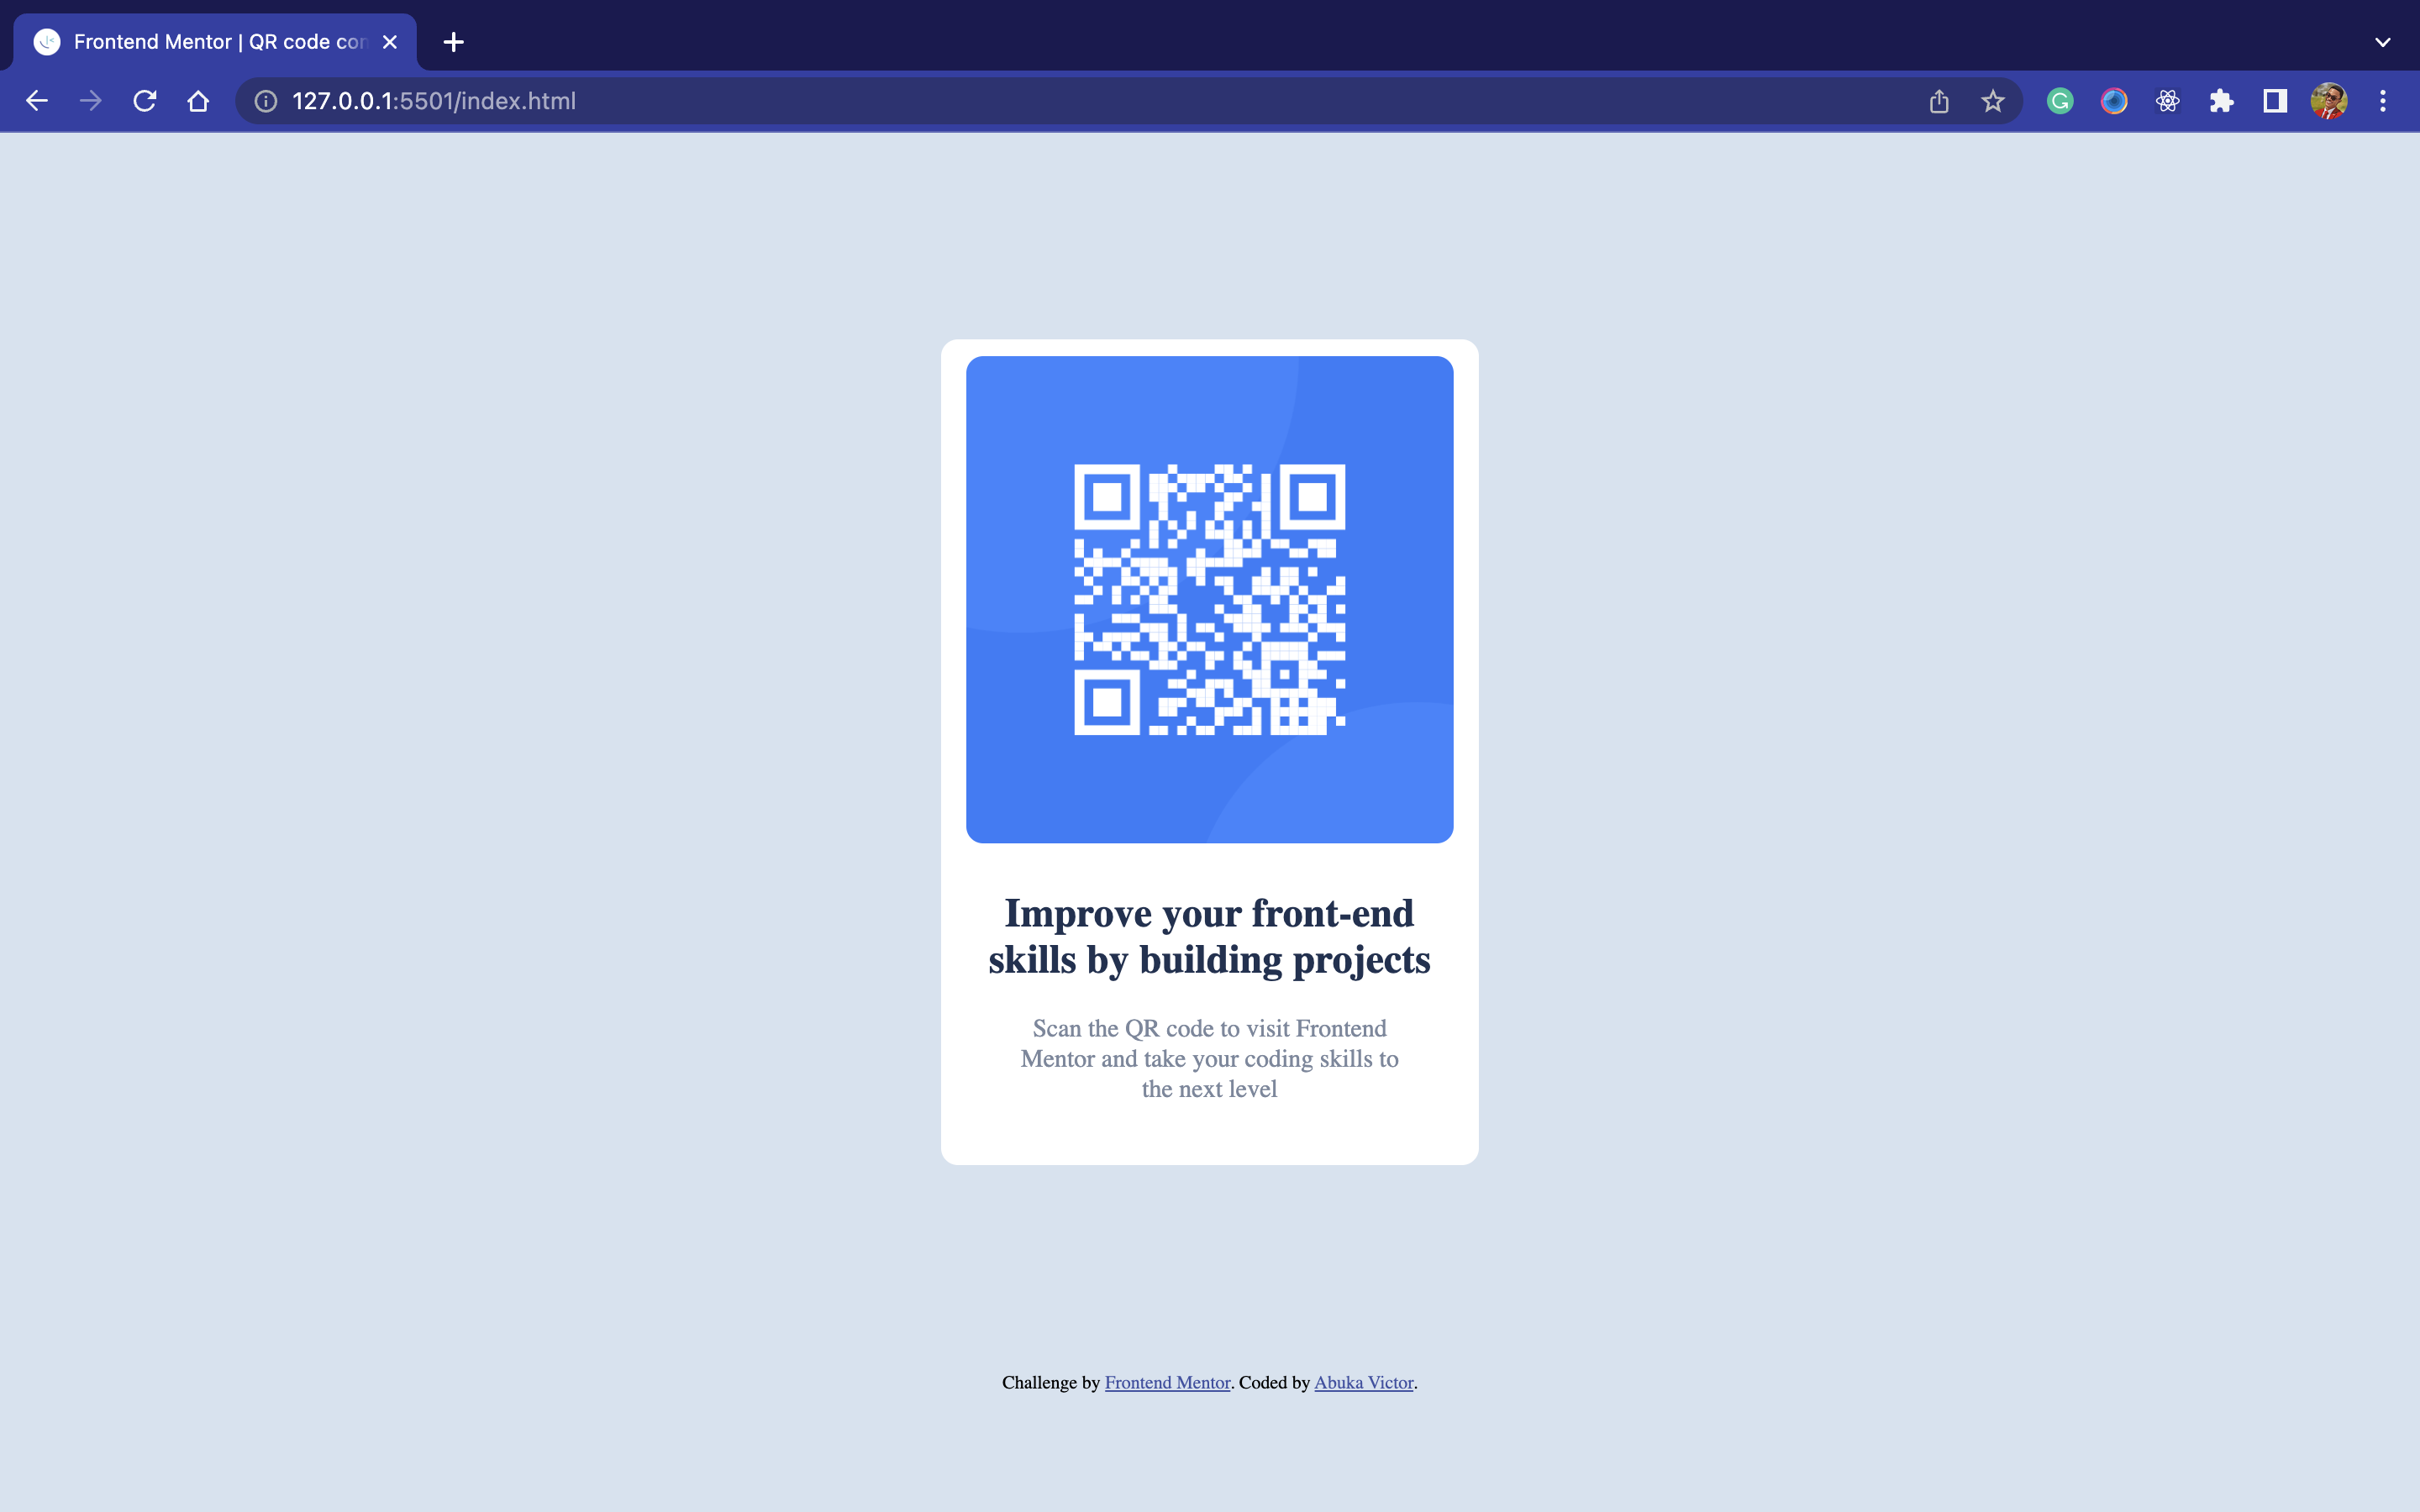 Frontend Mentor | QR code con
127.0.0.1:5501/index.html
Improve your front-end
skills by building projects
Scan the QR code to visit Frontend
Mentor and take your coding skills to
the next level
Challenge by Frontend Mentor. Coded by Abuka Victor.